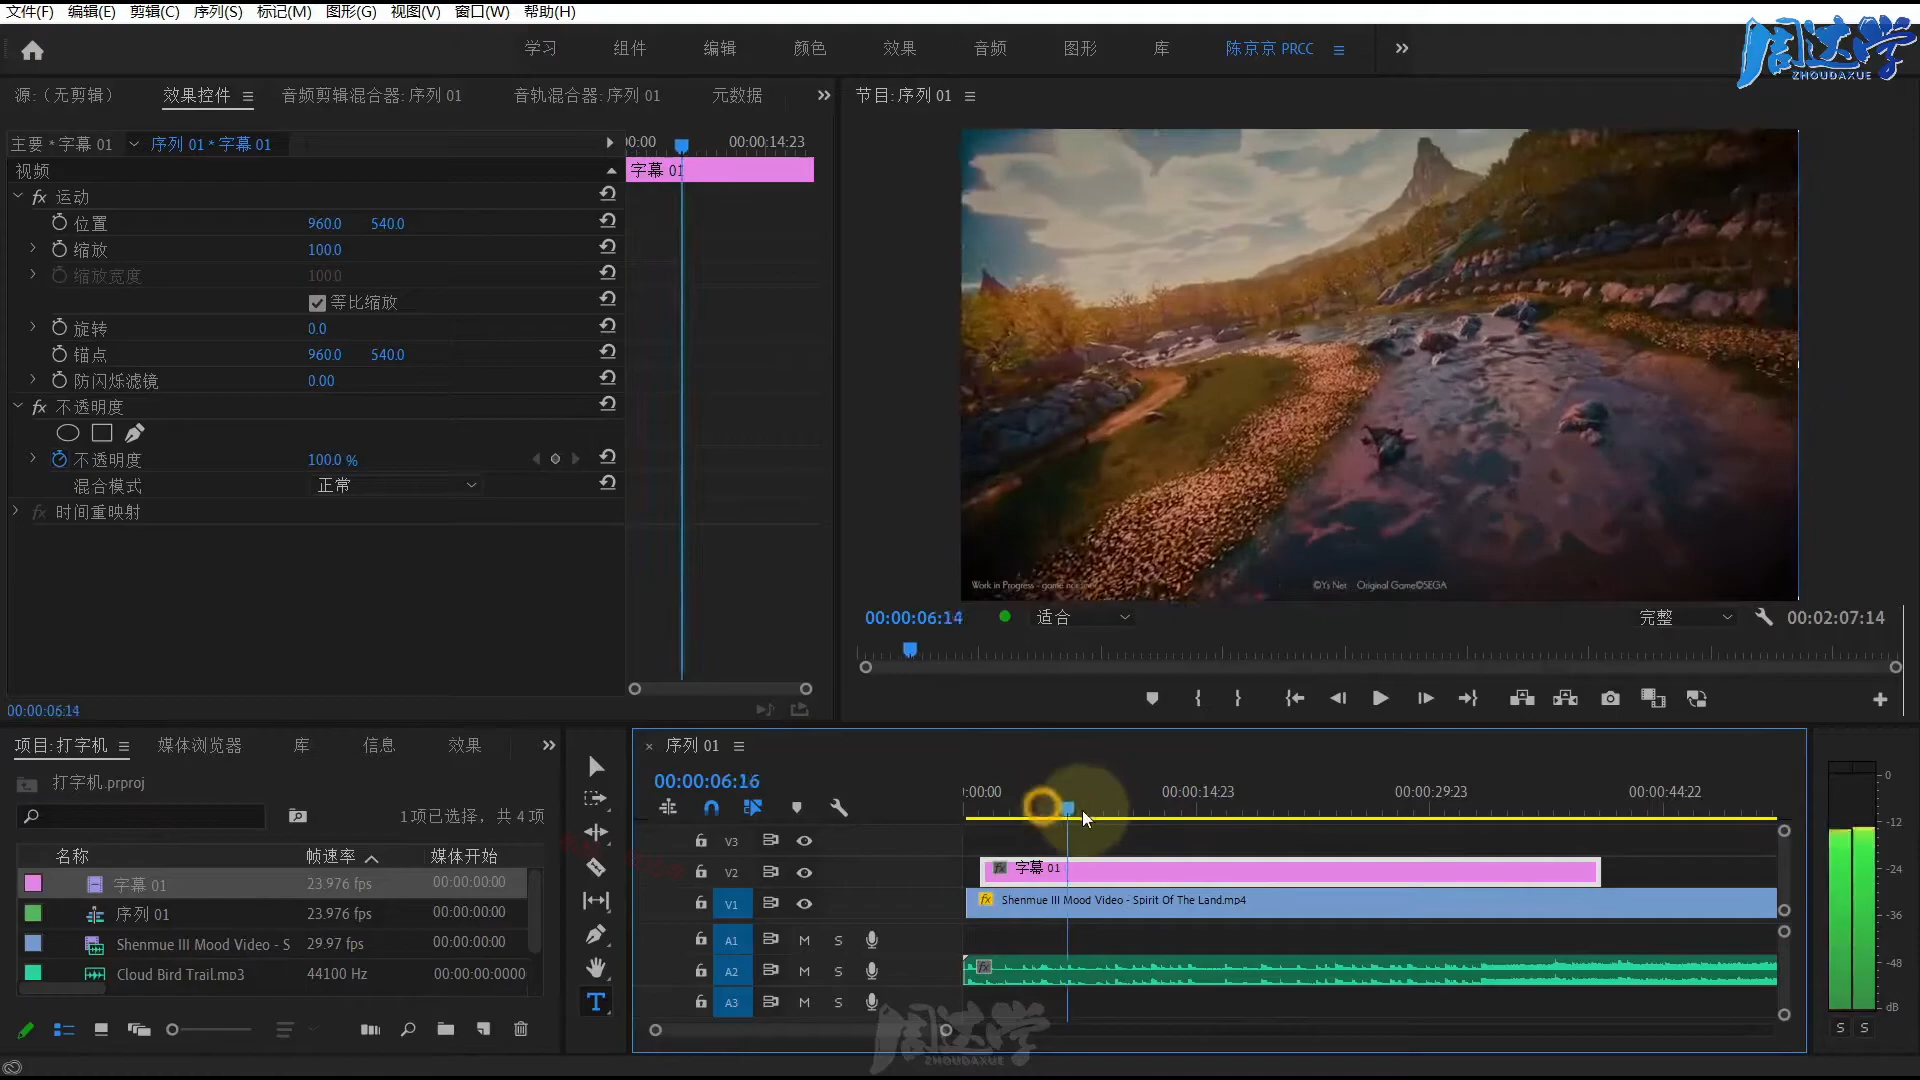 文件(F) 编辑(E) 剪辑(C) 序列(S) 标记(M) 图形(G) 视图(V) 窗口(W) 帮助(H)
学习 组件 编辑 颜色 效果 音频 图形 库 陈京京 PRCC
周达学
ZHOUDAXUE
源:（无剪辑） 效果控件 音频剪辑混合器: 序列 01 音轨混合器: 序列 01 元数据
节目: 序列 01
主要 * 字幕 01 序列 01 * 字幕 01
:00:00 00:00:14:23
视频
字幕 01
fx 运动
位置 960.0 540.0
缩放 100.0
缩放宽度 100.0
等比缩放
旋转 0.0
锚点 960.0 540.0
防闪烁滤镜 0.00
fx 不透明度
不透明度 100.0 %
混合模式 正常
fx 时间重映射
Work in Progress - game not
©Ys Net Original Game©SEGA
00:00:06:14 适合 完整 00:02:07:14
00:00:06:14
项目: 打字机 媒体浏览器 库 信息 效果
打字机.prproj
1项已选择，共 4 项
名称 帧速率 媒体开始
字幕 01 23.976 fps 00:00:00:00
序列 01 23.976 fps 00:00:00:00
Shenmue III Mood Video - S 29.97 fps 00:00:00:00
Cloud Bird Trail.mp3 44100 Hz 00:00:00:0000
T
× 序列 01
00:00:06:16
:00:00 00:00:14:23 00:00:29:23 00:00:44:22
V3
V2 fx 字幕 01
V1 fx Shenmue III Mood Video - Spirit Of The Land.mp4
A1 M S
A2 M S fx
A3 M S
周达学
ZHOUDAXUE
0
-12
-24
-36
-48
dB
S S